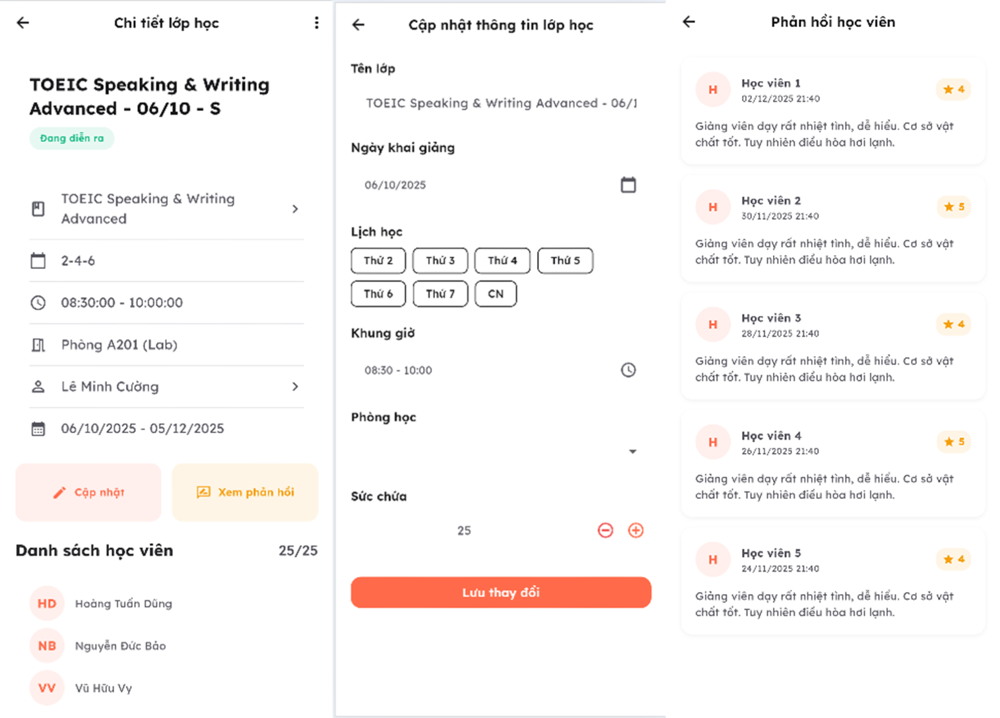 Chi tiết lớp học
TOEIC Speaking & Writing
Advanced - 06/10 - S
Đang diễn ra
TOEIC Speaking & Writing
Advanced
2-4-6
08:30:00 - 10:00:00
Phòng A201 (Lab)
Lê Minh Cường
06/10/2025 - 05/12/2025
Cập nhật
Xem phản hồi
Danh sách học viên
25/25
HD
Hoàng Tuấn Dũng
NB
Nguyễn Đức Bảo
VV
Vũ Hữu Vy
Cập nhật thông tin lớp học
Tên lớp
TOEIC Speaking & Writing Advanced - 06/1
Ngày khai giảng
06/10/2025
Lịch học
Thứ 2 Thứ 3 Thứ 4 Thứ 5
Thứ 6 Thứ 7 CN
Khung giờ
08:30 - 10:00
Phòng học
Sức chứa
25
Lưu thay đổi
Phản hồi học viên
H
Học viên 1
02/12/2025 21:40
4
Giảng viên dạy rất nhiệt tình, dễ hiểu. Cơ sở vật
chất tốt. Tuy nhiên điều hòa hơi lạnh.
H
Học viên 2
30/11/2025 21:40
5
Giảng viên dạy rất nhiệt tình, dễ hiểu. Cơ sở vật
chất tốt. Tuy nhiên điều hòa hơi lạnh.
H
Học viên 3
28/11/2025 21:40
4
Giảng viên dạy rất nhiệt tình, dễ hiểu. Cơ sở vật
chất tốt. Tuy nhiên điều hòa hơi lạnh.
H
Học viên 4
26/11/2025 21:40
5
Giảng viên dạy rất nhiệt tình, dễ hiểu. Cơ sở vật
chất tốt. Tuy nhiên điều hòa hơi lạnh.
H
Học viên 5
24/11/2025 21:40
4
Giảng viên dạy rất nhiệt tình, dễ hiểu. Cơ sở vật
chất tốt. Tuy nhiên điều hòa hơi lạnh.